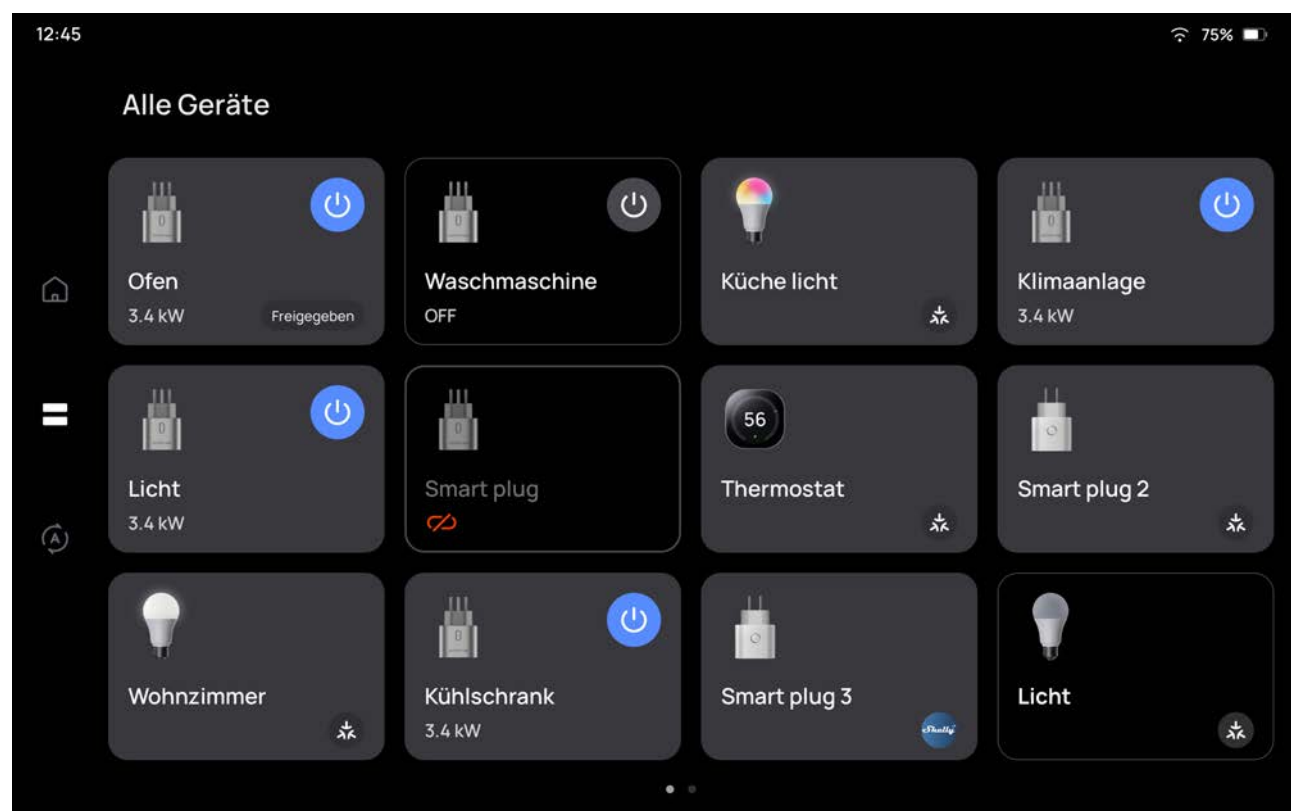 12:45
75%
Alle Geräte
Ofen
3.4 kW
Freigegeben
Waschmaschine
OFF
Küche licht
Klimaanlage
3.4 kW
Licht
3.4 kW
Smart plug
56
Thermostat
Smart plug 2
Wohnzimmer
Kühlschrank
3.4 kW
Smart plug 3
Shelly
Licht
A